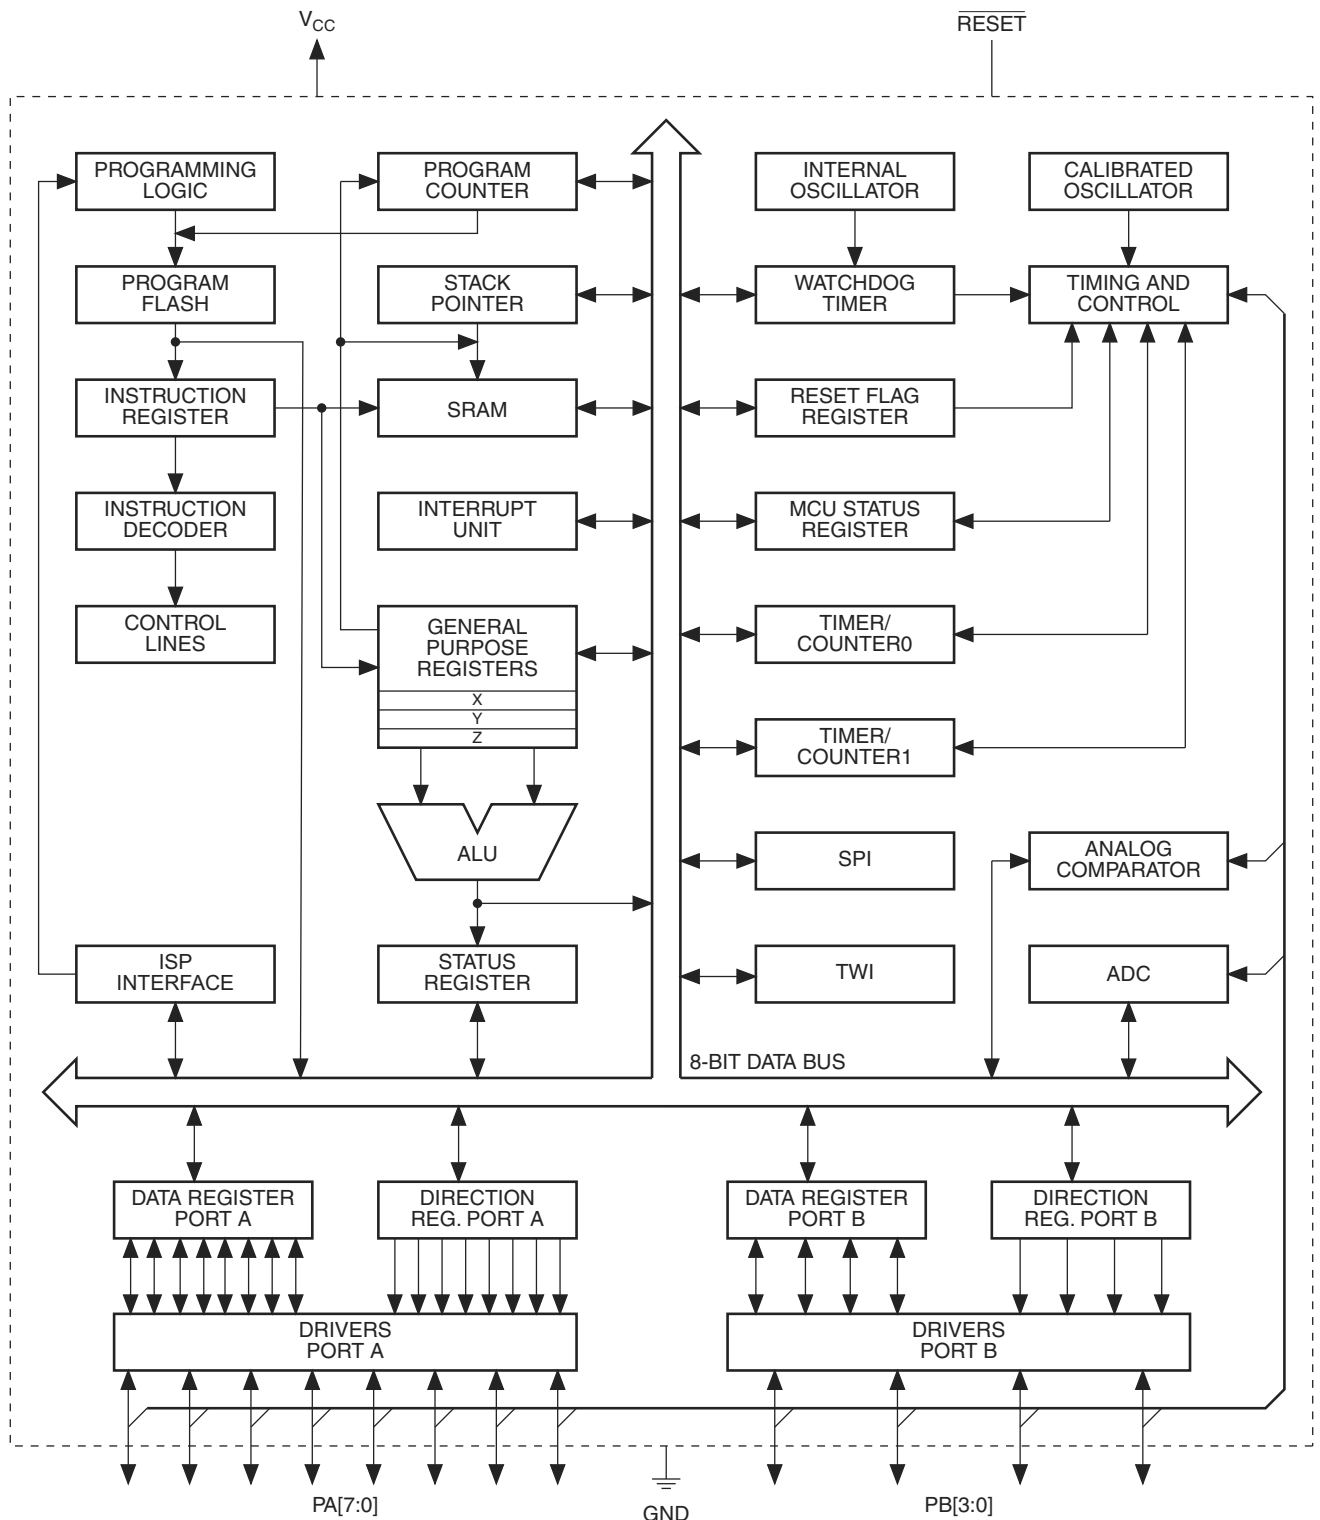 VCC
RESET
PROGRAMMING
LOGIC
PROGRAM
COUNTER
INTERNAL
OSCILLATOR
CALIBRATED
OSCILLATOR
PROGRAM
FLASH
STACK
POINTER
WATCHDOG
TIMER
TIMING AND
CONTROL
INSTRUCTION
REGISTER
SRAM
RESET FLAG
REGISTER
INSTRUCTION
DECODER
INTERRUPT
UNIT
MCU STATUS
REGISTER
CONTROL
LINES
GENERAL
PURPOSE
REGISTERS
X
Y
Z
TIMER/
COUNTER0
TIMER/
COUNTER1
ALU
SPI
ANALOG
COMPARATOR
ISP
INTERFACE
STATUS
REGISTER
TWI
ADC
8-BIT DATA BUS
DATA REGISTER
PORT A
DIRECTION
REG. PORT A
DATA REGISTER
PORT B
DIRECTION
REG. PORT B
DRIVERS
PORT A
DRIVERS
PORT B
PA[7:0]
GND
PB[3:0]